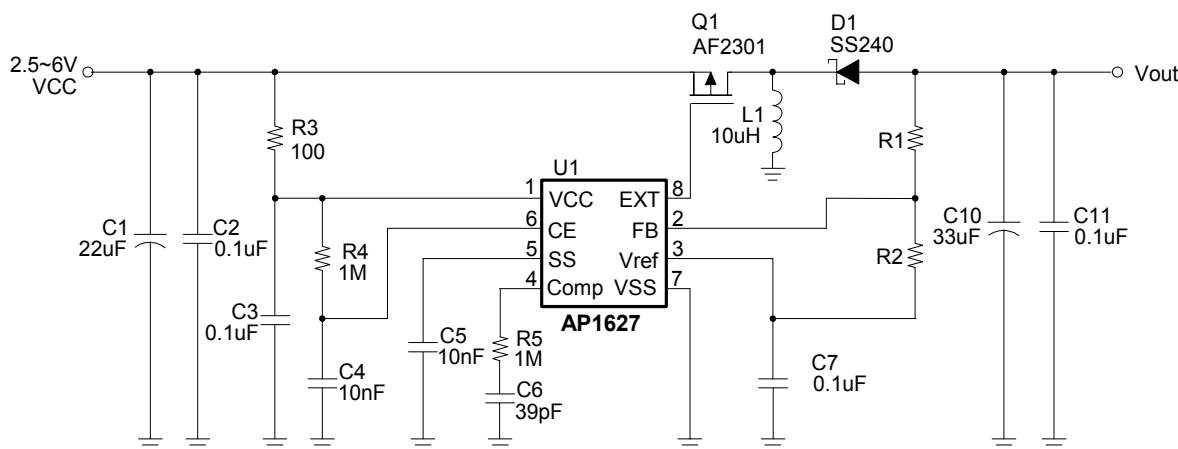 Q1
AF2301
D1
SS240
2.5~6V
VCC
Vout
L1
10uH
R3
100
R1
U1
1
VCC
EXT
8
6
CE
FB
2
5
SS
Vref
3
4
Comp
VSS
7
AP1627
C1
22uF
C2
0.1uF
R4
1M
R2
C10
33uF
C11
0.1uF
C3
0.1uF
C5
10nF
R5
1M
C4
10nF
C6
39pF
C7
0.1uF